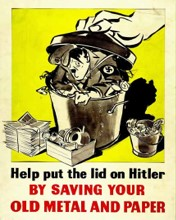 Help put the lid on Hitler
BY SAVING YOUR
OLD METAL AND PAPER